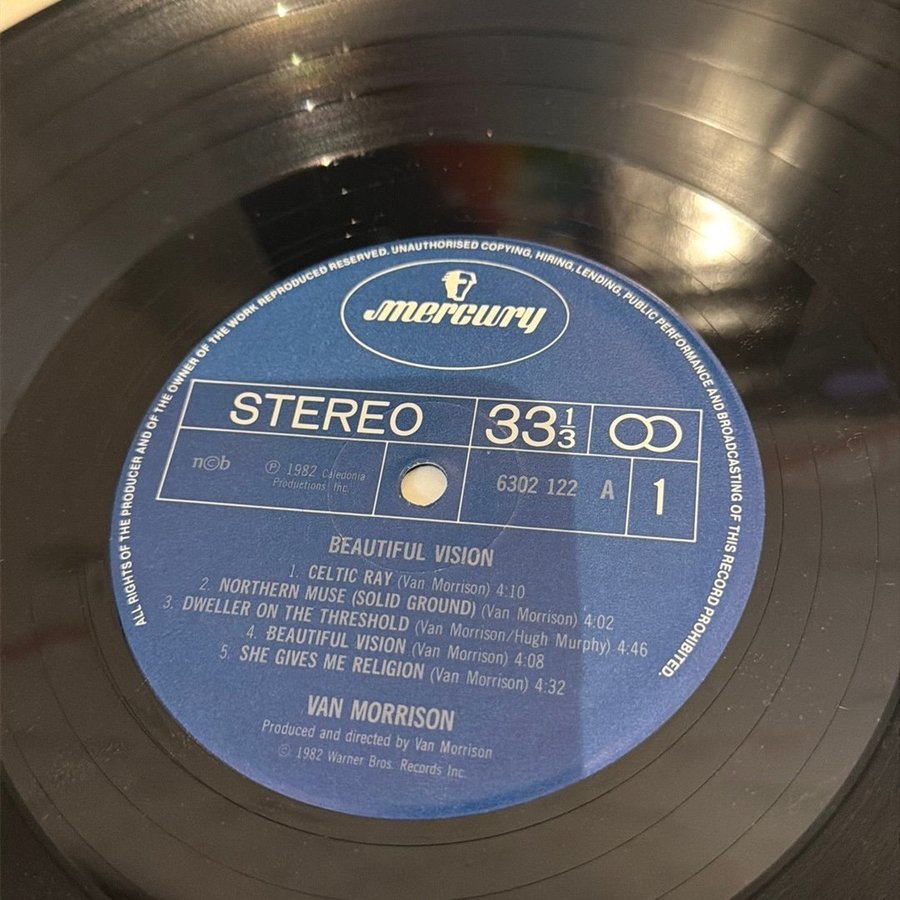 ALL RIGHTS OF THE PRODUCER AND OF THE OWNER OF THE WORK REPRODUCED RESERVED. UNAUTHORISED COPYING, HIRING, LENDING, PUBLIC PERFORMANCE AND BROADCASTING OF THIS RECORD PROHIBITED.
mercury
STEREO 33 1/3
n©b ℗ 1982 Caledonia
Productions Inc.
6302 122 A 1
BEAUTIFUL VISION
1. CELTIC RAY (Van Morrison) 4:10
2. NORTHERN MUSE (SOLID GROUND) (Van Morrison) 4:02
3. DWELLER ON THE THRESHOLD (Van Morrison/Hugh Murphy) 4:46
4. BEAUTIFUL VISION (Van Morrison) 4:08
5. SHE GIVES ME RELIGION (Van Morrison) 4:32
VAN MORRISON
Produced and directed by Van Morrison
© 1982 Warner Bros. Records Inc.